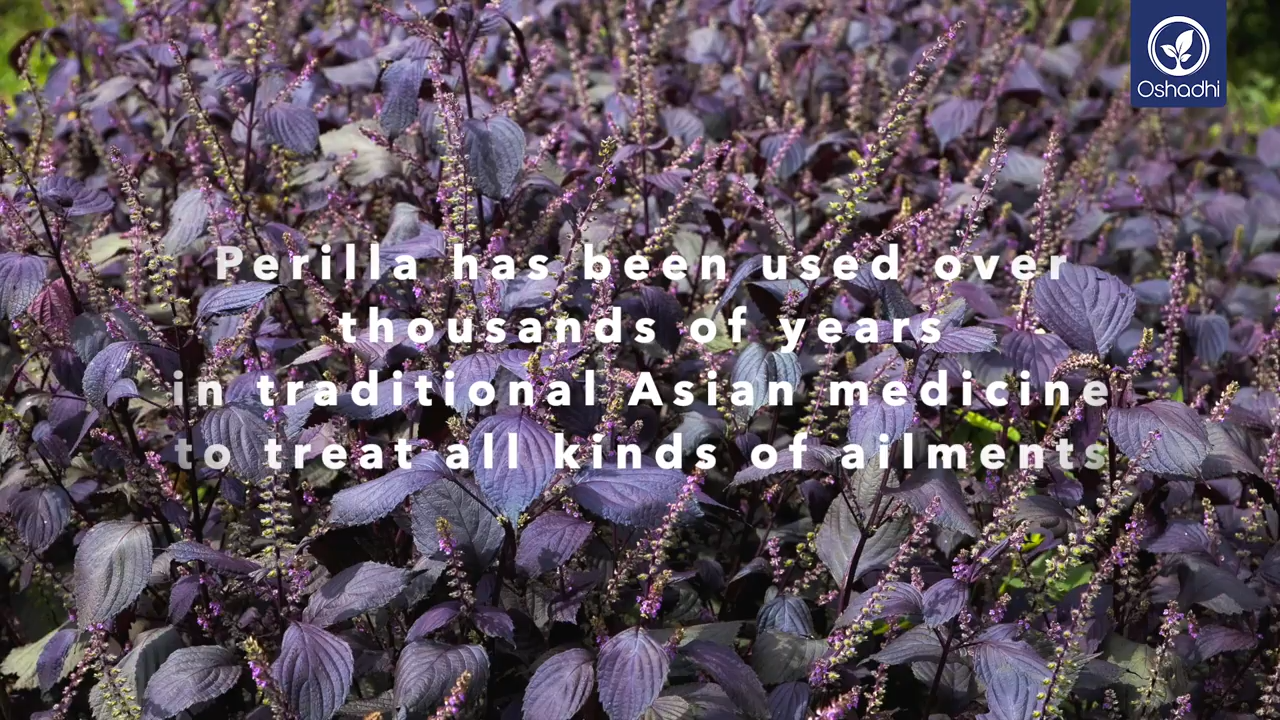 Oshadhi
Perilla has been used over
thousands of years
in traditional Asian medicine
to treat all kinds of ailments